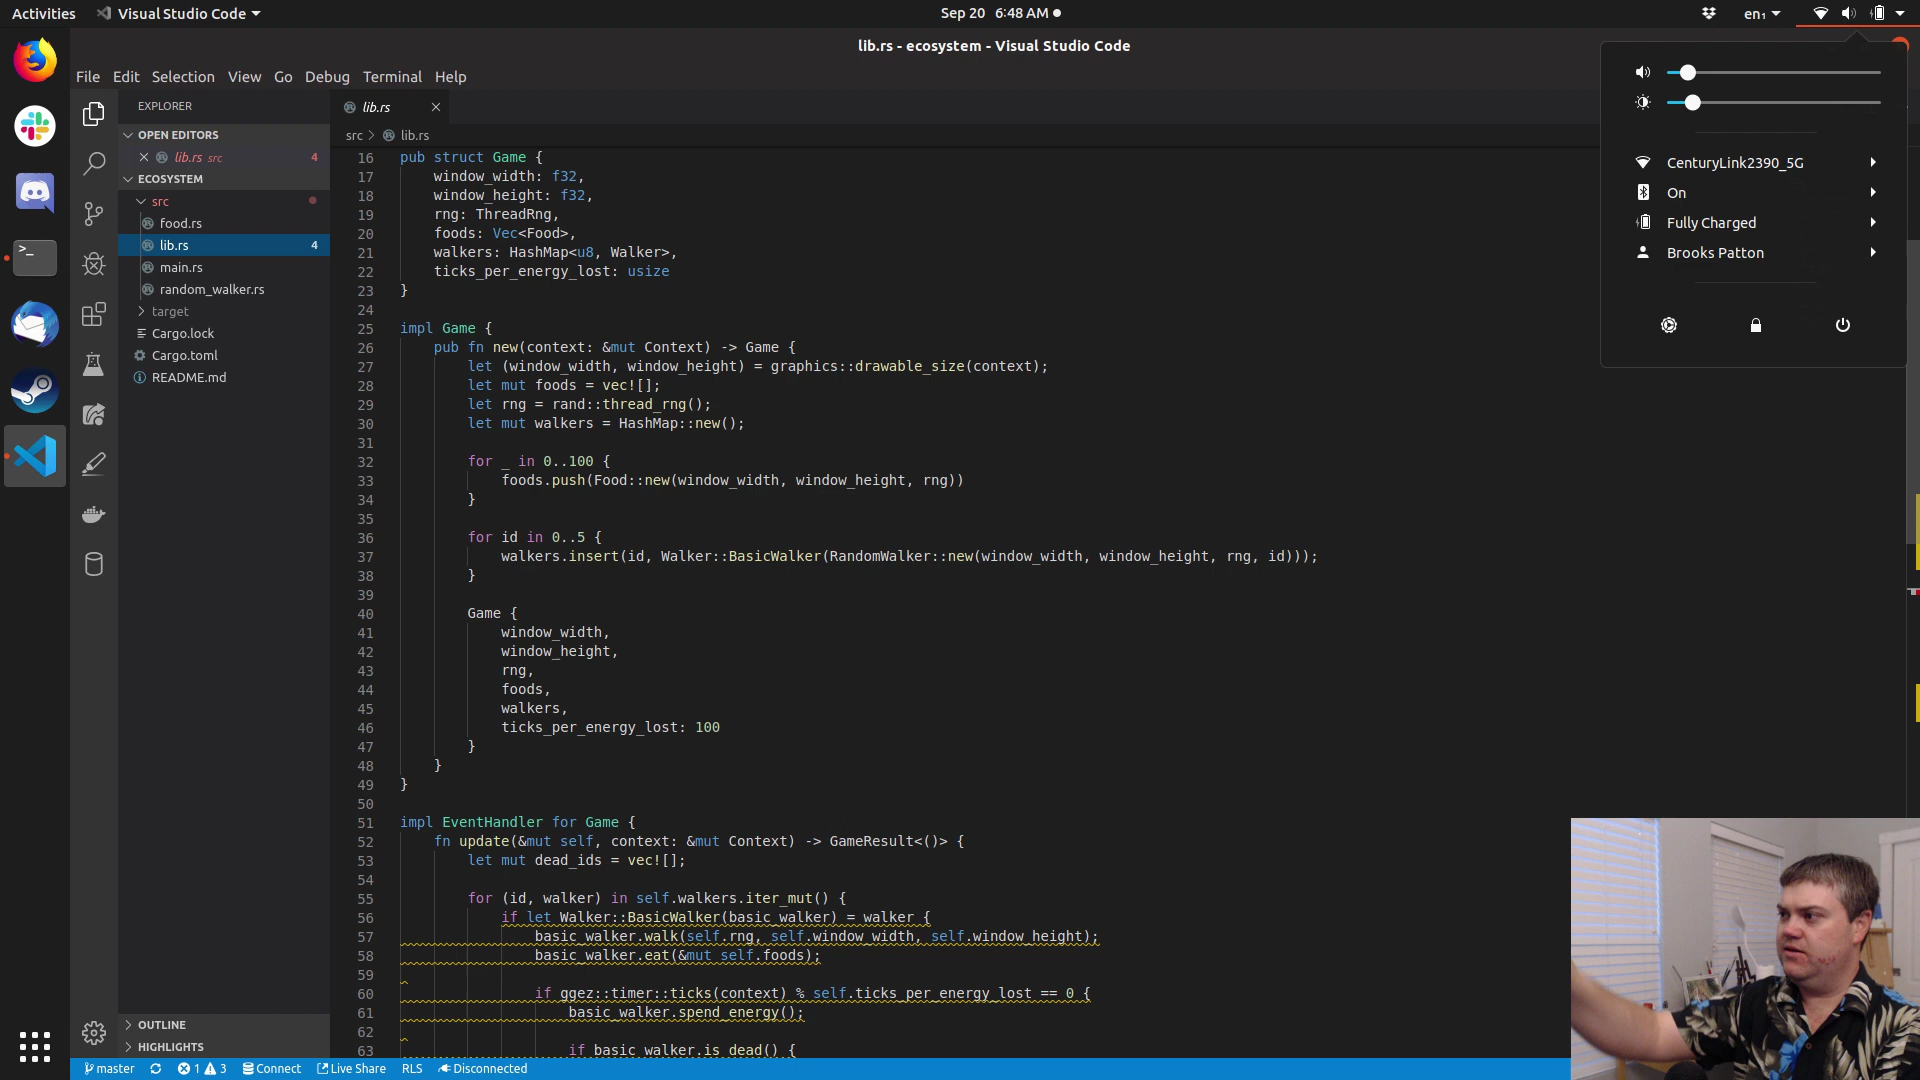 Activities
Visual Studio Code
Sep 20 6:48 AM
en₁
lib.rs - ecosystem - Visual Studio Code
File Edit Selection View Go Debug Terminal Help
EXPLORER
OPEN EDITORS
lib.rs src 4
ECOSYSTEM
src
food.rs
lib.rs 4
main.rs
random_walker.rs
target
Cargo.lock
Cargo.toml
README.md
OUTLINE
HIGHLIGHTS
lib.rs
src > lib.rs
16 pub struct Game {
17 window_width: f32,
18 window_height: f32,
19 rng: ThreadRng,
20 foods: Vec<Food>,
21 walkers: HashMap<u8, Walker>,
22 ticks_per_energy_lost: usize
23 }
24
25 impl Game {
26 pub fn new(context: &mut Context) -> Game {
27 let (window_width, window_height) = graphics::drawable_size(context);
28 let mut foods = vec![];
29 let rng = rand::thread_rng();
30 let mut walkers = HashMap::new();
31
32 for _ in 0..100 {
33 foods.push(Food::new(window_width, window_height, rng))
34 }
35
36 for id in 0..5 {
37 walkers.insert(id, Walker::BasicWalker(RandomWalker::new(window_width, window_height, rng, id)));
38 }
39
40 Game {
41 window_width,
42 window_height,
43 rng,
44 foods,
45 walkers,
46 ticks_per_energy_lost: 100
47 }
48 }
49 }
50
51 impl EventHandler for Game {
52 fn update(&mut self, context: &mut Context) -> GameResult<()> {
53 let mut dead_ids = vec![];
54
55 for (id, walker) in self.walkers.iter_mut() {
56 if let Walker::BasicWalker(basic_walker) = walker {
57 basic_walker.walk(self.rng, self.window_width, self.window_height);
58 basic_walker.eat(&mut self.foods);
59
60 if ggez::timer::ticks(context) % self.ticks_per_energy_lost == 0 {
61 basic_walker.spend_energy();
62
63 if basic_walker.is_dead() {
CenturyLink2390_5G
On
Fully Charged
Brooks Patton
master 1 3 Connect Live Share RLS Disconnected